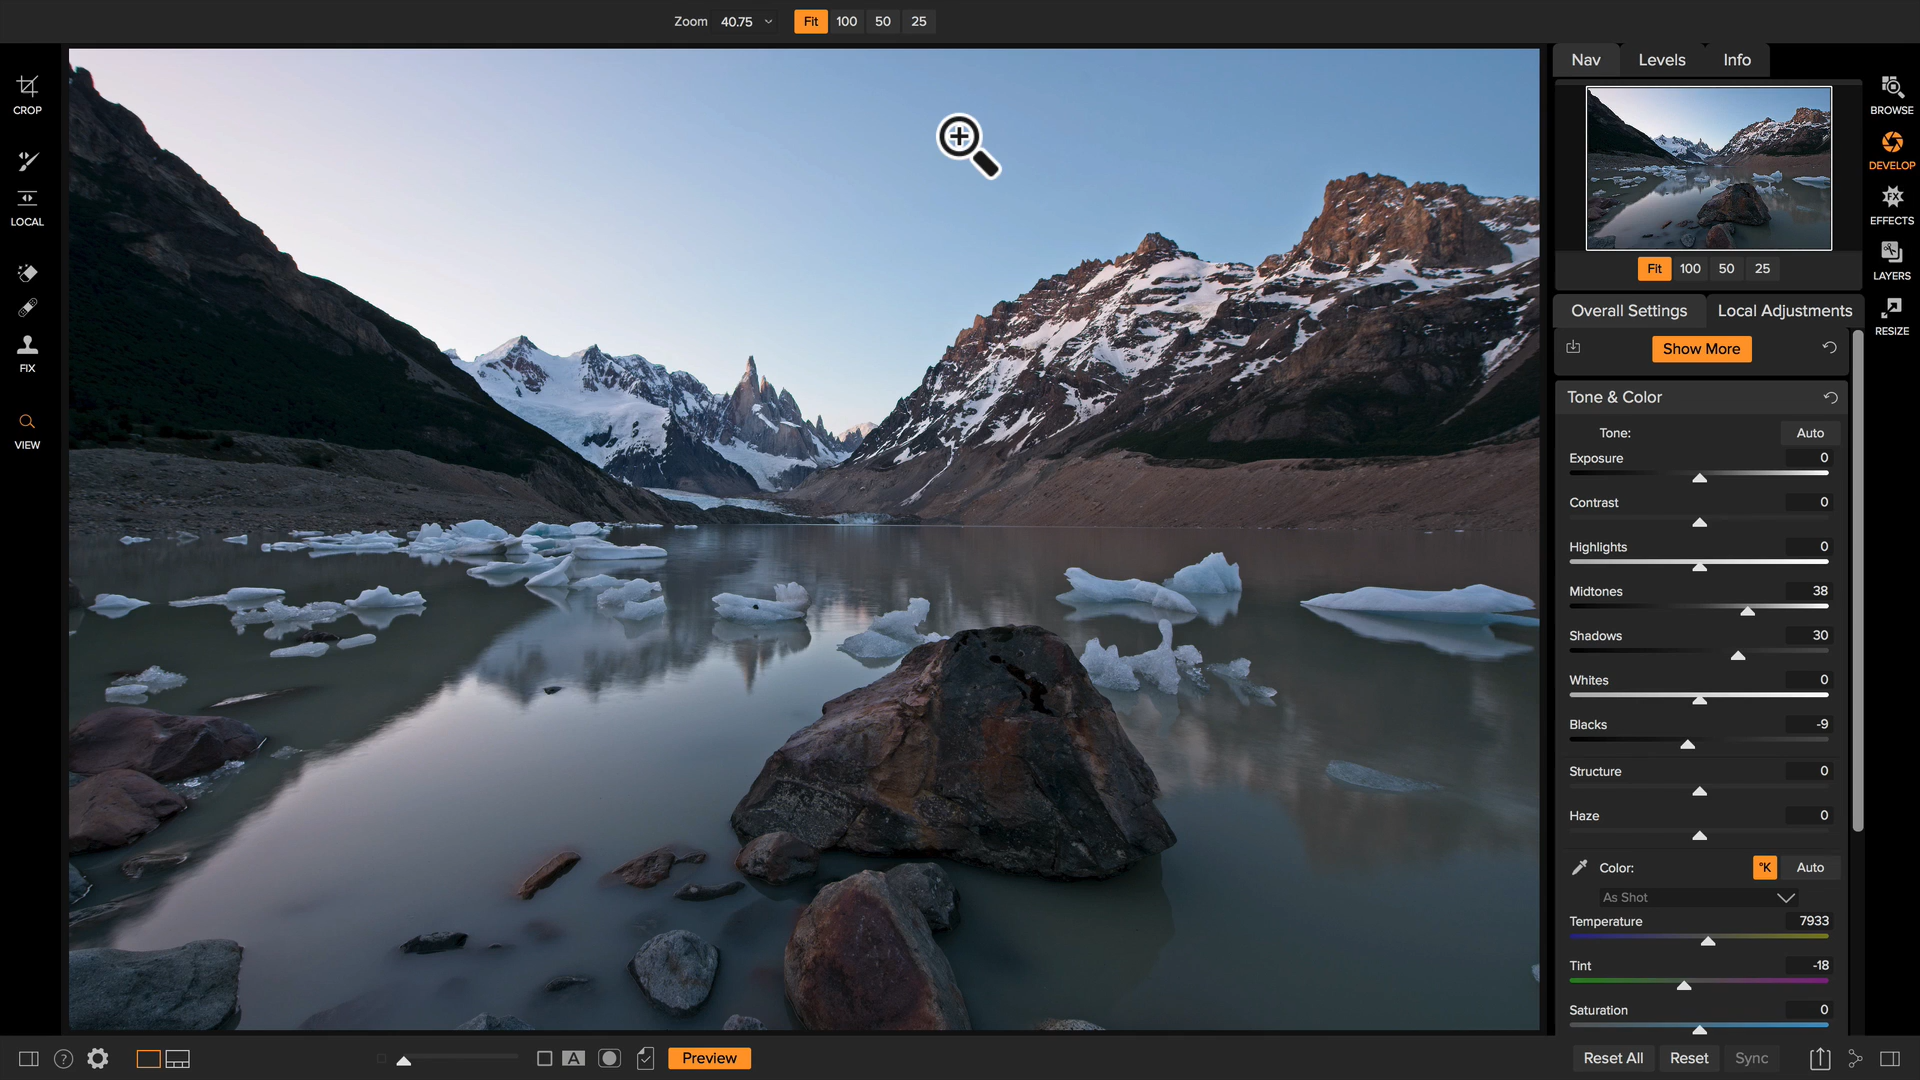 Zoom 40.75 Fit 100 50 25
CROP
LOCAL
FIX
VIEW
Nav Levels Info
Fit 100 50 25
BROWSE
DEVELOP
FX
EFFECTS
LAYERS
RESIZE
Overall Settings Local Adjustments
Show More
Tone & Color
Tone: Auto
Exposure 0
Contrast 0
Highlights 0
Midtones 38
Shadows 30
Whites 0
Blacks -9
Structure 0
Haze 0
Color: °K Auto
As Shot
Temperature 7933
Tint -18
Saturation 0
? A Preview
Reset All Reset Sync